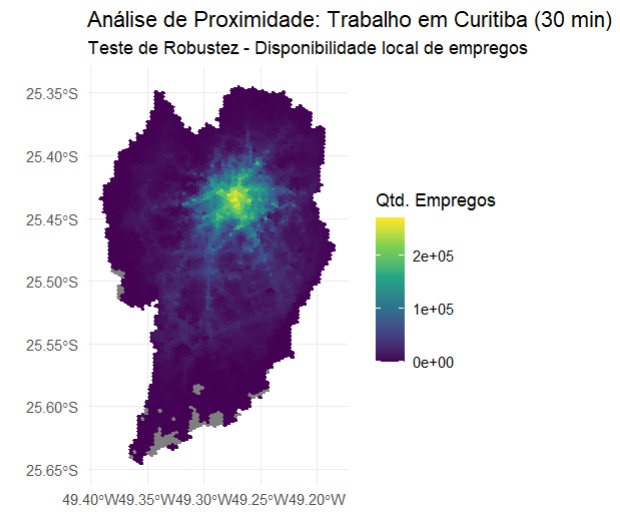 Análise de Proximidade: Trabalho em Curitiba (30 min)
Teste de Robustez - Disponibilidade local de empregos
25.35°S
25.40°S
25.45°S
25.50°S
25.55°S
25.60°S
25.65°S
49.40°W49.35°W49.30°W49.25°W49.20°W
Qtd. Empregos
2e+05
1e+05
0e+00